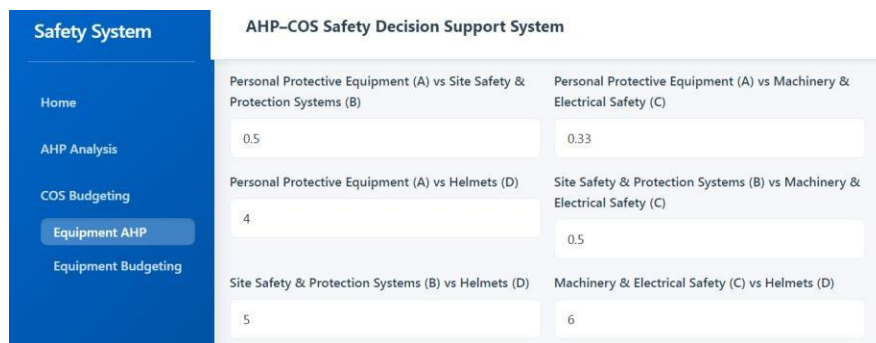 Safety System
AHP–COS Safety Decision Support System
Home
AHP Analysis
COS Budgeting
Equipment AHP
Equipment Budgeting
Personal Protective Equipment (A) vs Site Safety &
Protection Systems (B)
0.5
Personal Protective Equipment (A) vs Machinery &
Electrical Safety (C)
0.33
Personal Protective Equipment (A) vs Helmets (D)
4
Site Safety & Protection Systems (B) vs Machinery &
Electrical Safety (C)
0.5
Site Safety & Protection Systems (B) vs Helmets (D)
5
Machinery & Electrical Safety (C) vs Helmets (D)
6